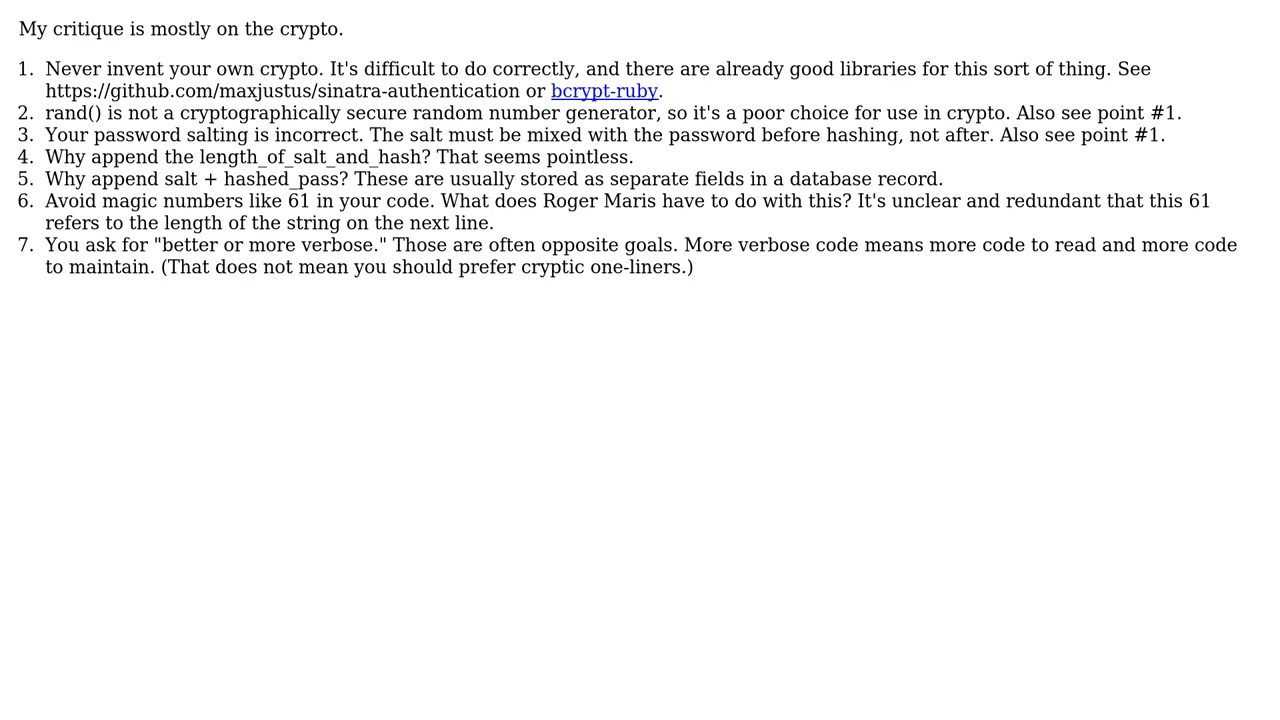 My critique is mostly on the crypto.
1. Never invent your own crypto. It's difficult to do correctly, and there are already good libraries for this sort of thing. See
https://github.com/maxjustus/sinatra-authentication or bcrypt-ruby.
2. rand() is not a cryptographically secure random number generator, so it's a poor choice for use in crypto. Also see point #1.
3. Your password salting is incorrect. The salt must be mixed with the password before hashing, not after. Also see point #1.
4. Why append the length_of_salt_and_hash? That seems pointless.
5. Why append salt + hashed_pass? These are usually stored as separate fields in a database record.
6. Avoid magic numbers like 61 in your code. What does Roger Maris have to do with this? It's unclear and redundant that this 61
refers to the length of the string on the next line.
7. You ask for "better or more verbose." Those are often opposite goals. More verbose code means more code to read and more code
to maintain. (That does not mean you should prefer cryptic one-liners.)